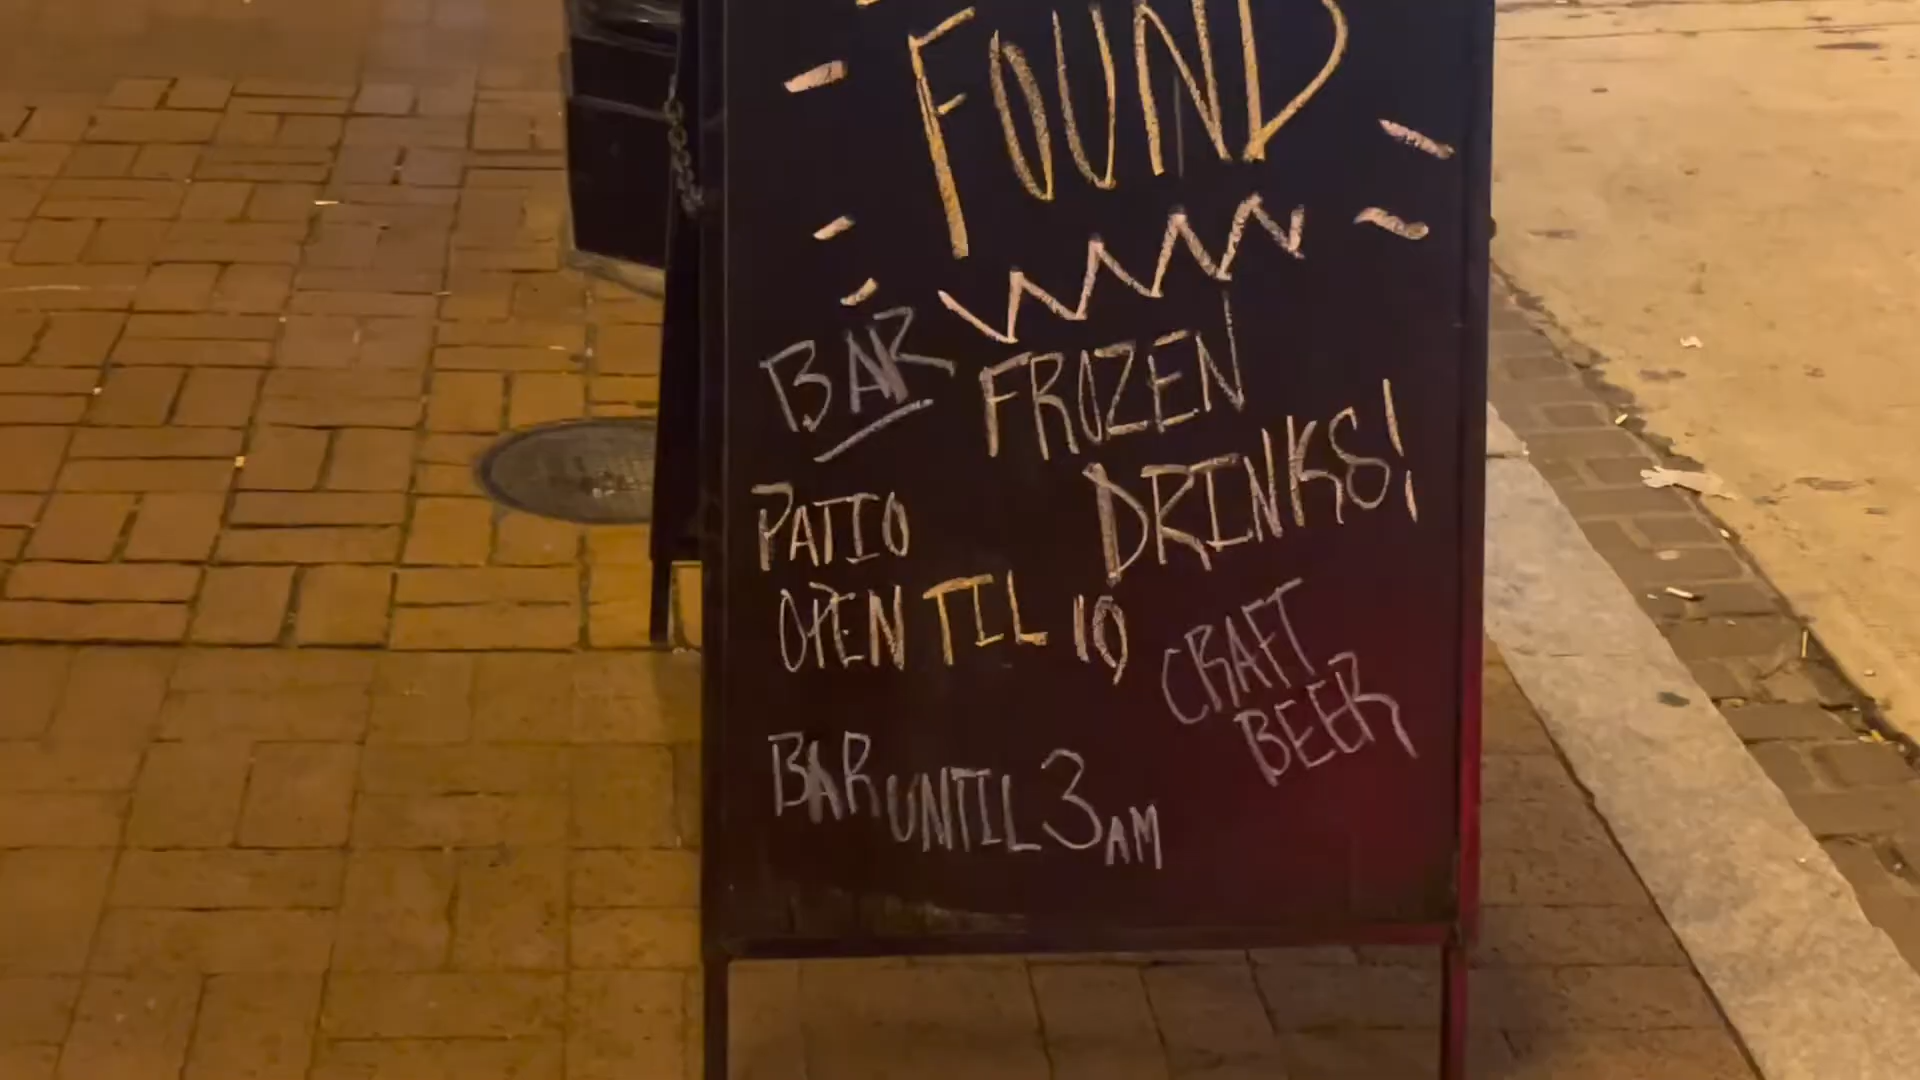 FOUND
BAR
FROZEN
DRINKS!
PATIO
OPEN TIL 10
CRAFT
BEER
BAR UNTIL 3AM